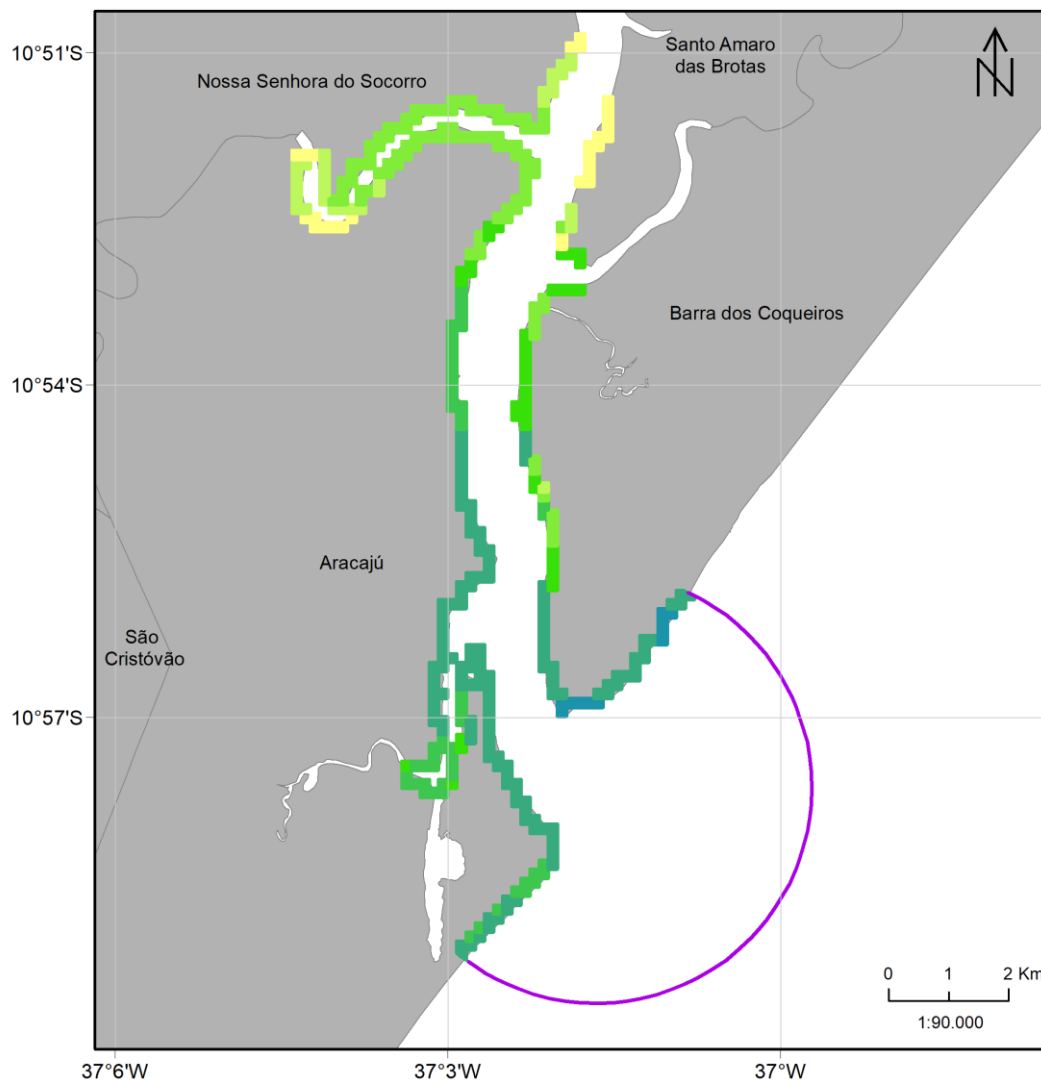 10°51'S
Santo Amaro
das Brotas
Nossa Senhora do Socorro
N
Barra dos Coqueiros
10°54'S
Aracajú
São
Cristóvão
10°57'S
0 1 2 Km
1:90.000
37°6'W 37°3'W 37°W